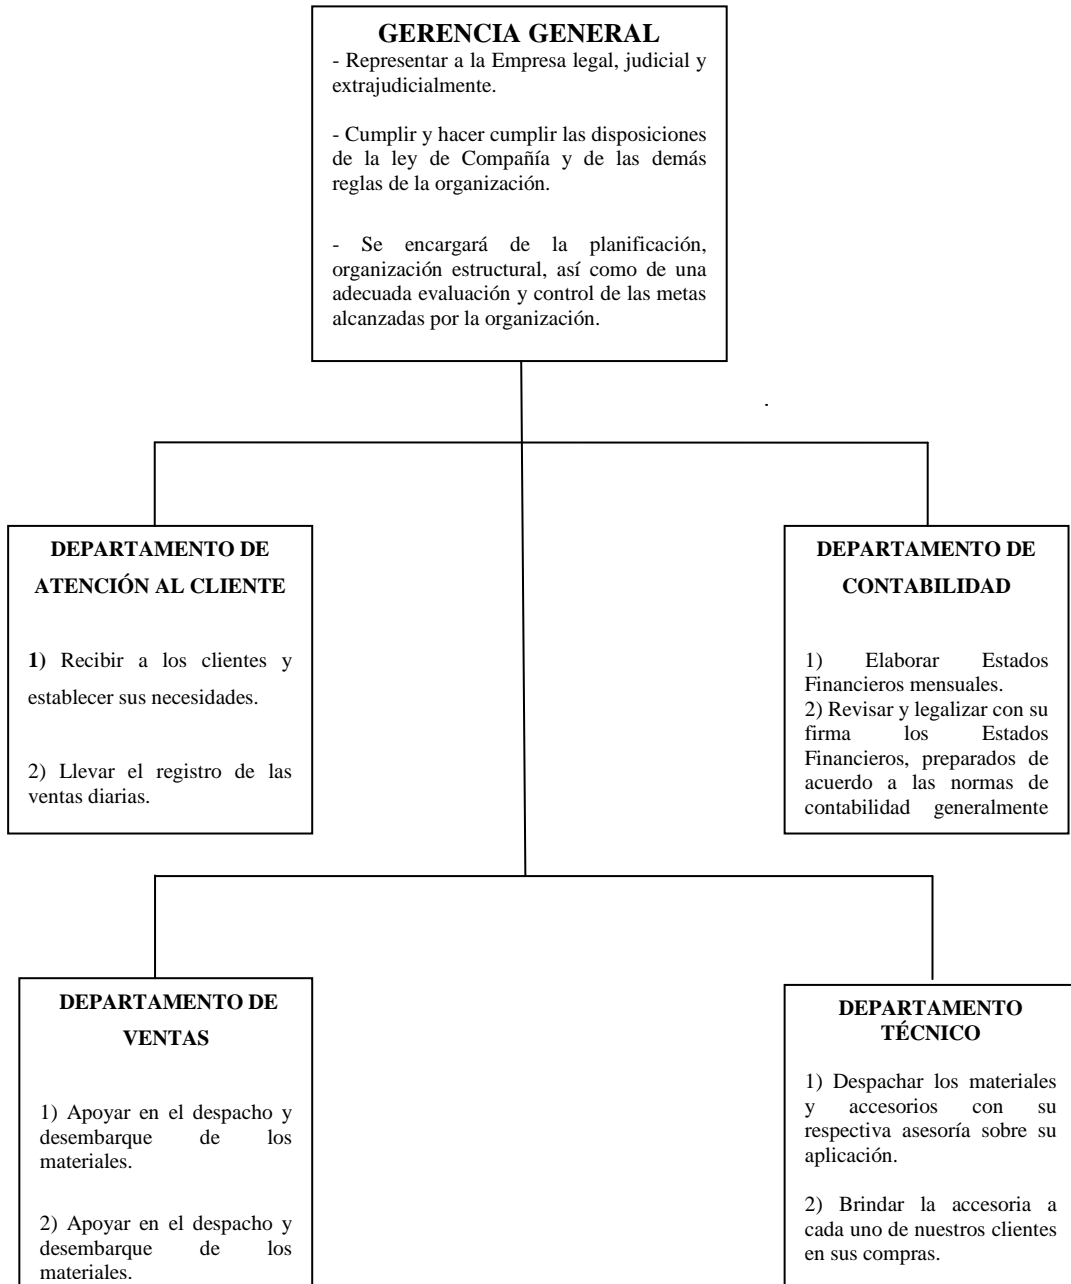 GERENCIA GENERAL
- Representar a la Empresa legal, judicial y
extrajudicialmente.
- Cumplir y hacer cumplir las disposiciones
de la ley de Compañía y de las demás
reglas de la organización.
- Se encargará de la planificación,
organización estructural, así como de una
adecuada evaluación y control de las metas
alcanzadas por la organización.
.
DEPARTAMENTO DE
ATENCIÓN AL CLIENTE
1) Recibir a los clientes y
establecer sus necesidades.
2) Llevar el registro de las
ventas diarias.
DEPARTAMENTO DE
CONTABILIDAD
1) Elaborar Estados
Financieros mensuales.
2) Revisar y legalizar con su
firma los Estados
Financieros, preparados de
acuerdo a las normas de
contabilidad generalmente
DEPARTAMENTO DE
VENTAS
1) Apoyar en el despacho y
desembarque de los
materiales.
2) Apoyar en el despacho y
desembarque de los
materiales.
DEPARTAMENTO
TÉCNICO
1) Despachar los materiales
y accesorios con su
respectiva asesoría sobre su
aplicación.
2) Brindar la accesoria a
cada uno de nuestros clientes
en sus compras.